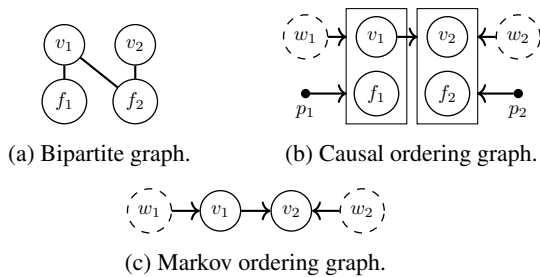 v₁ v₂
f₁ f₂
(a) Bipartite graph.
w₁ v₁ v₂ w₂
f₁ f₂
p₁ p₂
(b) Causal ordering graph.
w₁ v₁ v₂ w₂
(c) Markov ordering graph.